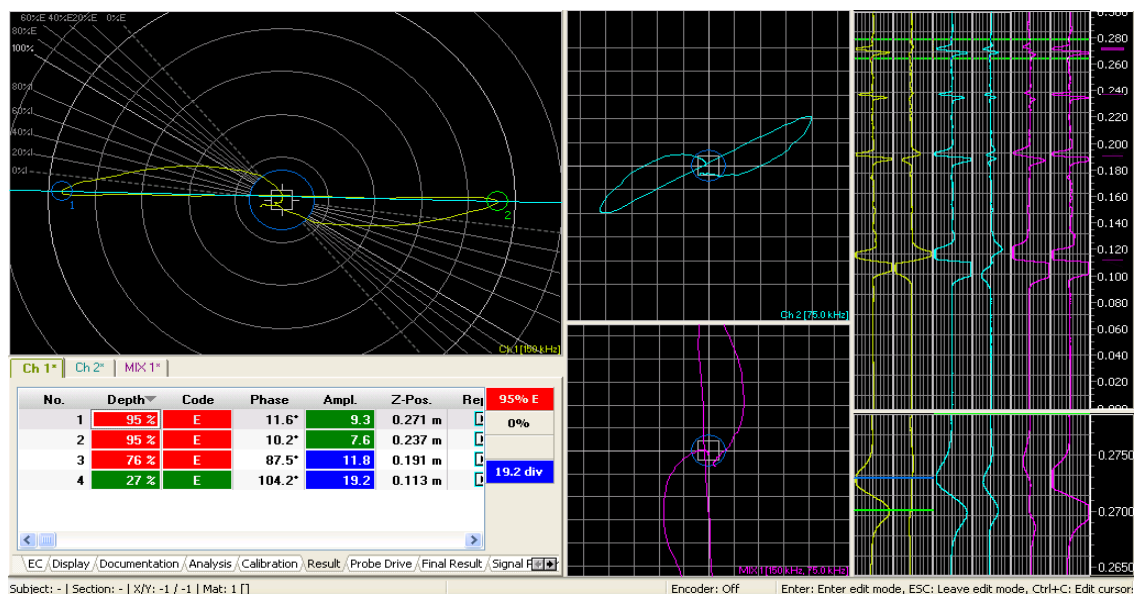 60%E 40%E 20%E 0%E
80%E
100%
80%I
60%I
40%I
20%I
0%I
1
2
Ch 1 [150 kHz]
Ch 2 [75.0 kHz]
MIX 1 [150 kHz, 75.0 kHz]
0.280
0.260
0.240
0.220
0.200
0.180
0.160
0.140
0.120
0.100
0.080
0.060
0.040
0.020
0.000
0.2750
0.2700
0.2650
Ch 1* Ch 2* MIX 1*
No. Depth Code Phase Ampl. Z-Pos. Rej
1 95 % E 11.6° 9.3 0.271 m
2 95 % E 10.2° 7.6 0.237 m
3 76 % E 87.5° 11.8 0.191 m
4 27 % E 104.2° 19.2 0.113 m
95% E
0%
19.2 div
EC Display Documentation Analysis Calibration Result Probe Drive Final Result Signal
Subject: - | Section: - | X/Y: -1 / -1 | Mat: 1 [] Encoder: Off Enter: Enter edit mode, ESC: Leave edit mode, Ctrl+C: Edit cursor